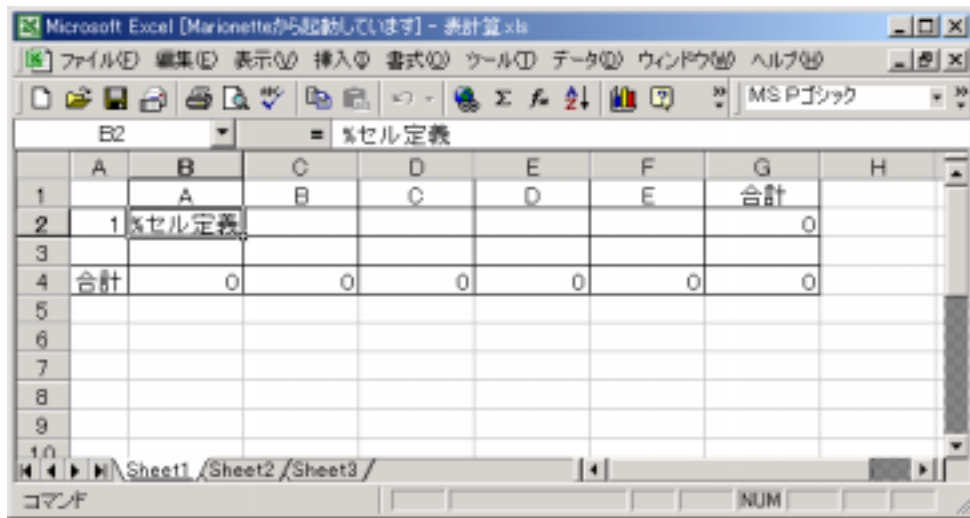 Microsoft Excel [Marionetteから起動しています] - 表計算.xls
ファイル(F) 編集(E) 表示(V) 挿入(I) 書式(O) ツール(T) データ(D) ウィンドウ(W) ヘルプ(H)
MS Pゴシック
B2 = %セル定義
A B C D E F G H
1 A B C D E 合計
2 1 %セル定義 0
3
4 合計 0 0 0 0 0 0
5
6
7
8
9
10
Sheet1 Sheet2 Sheet3
コマンド NUM